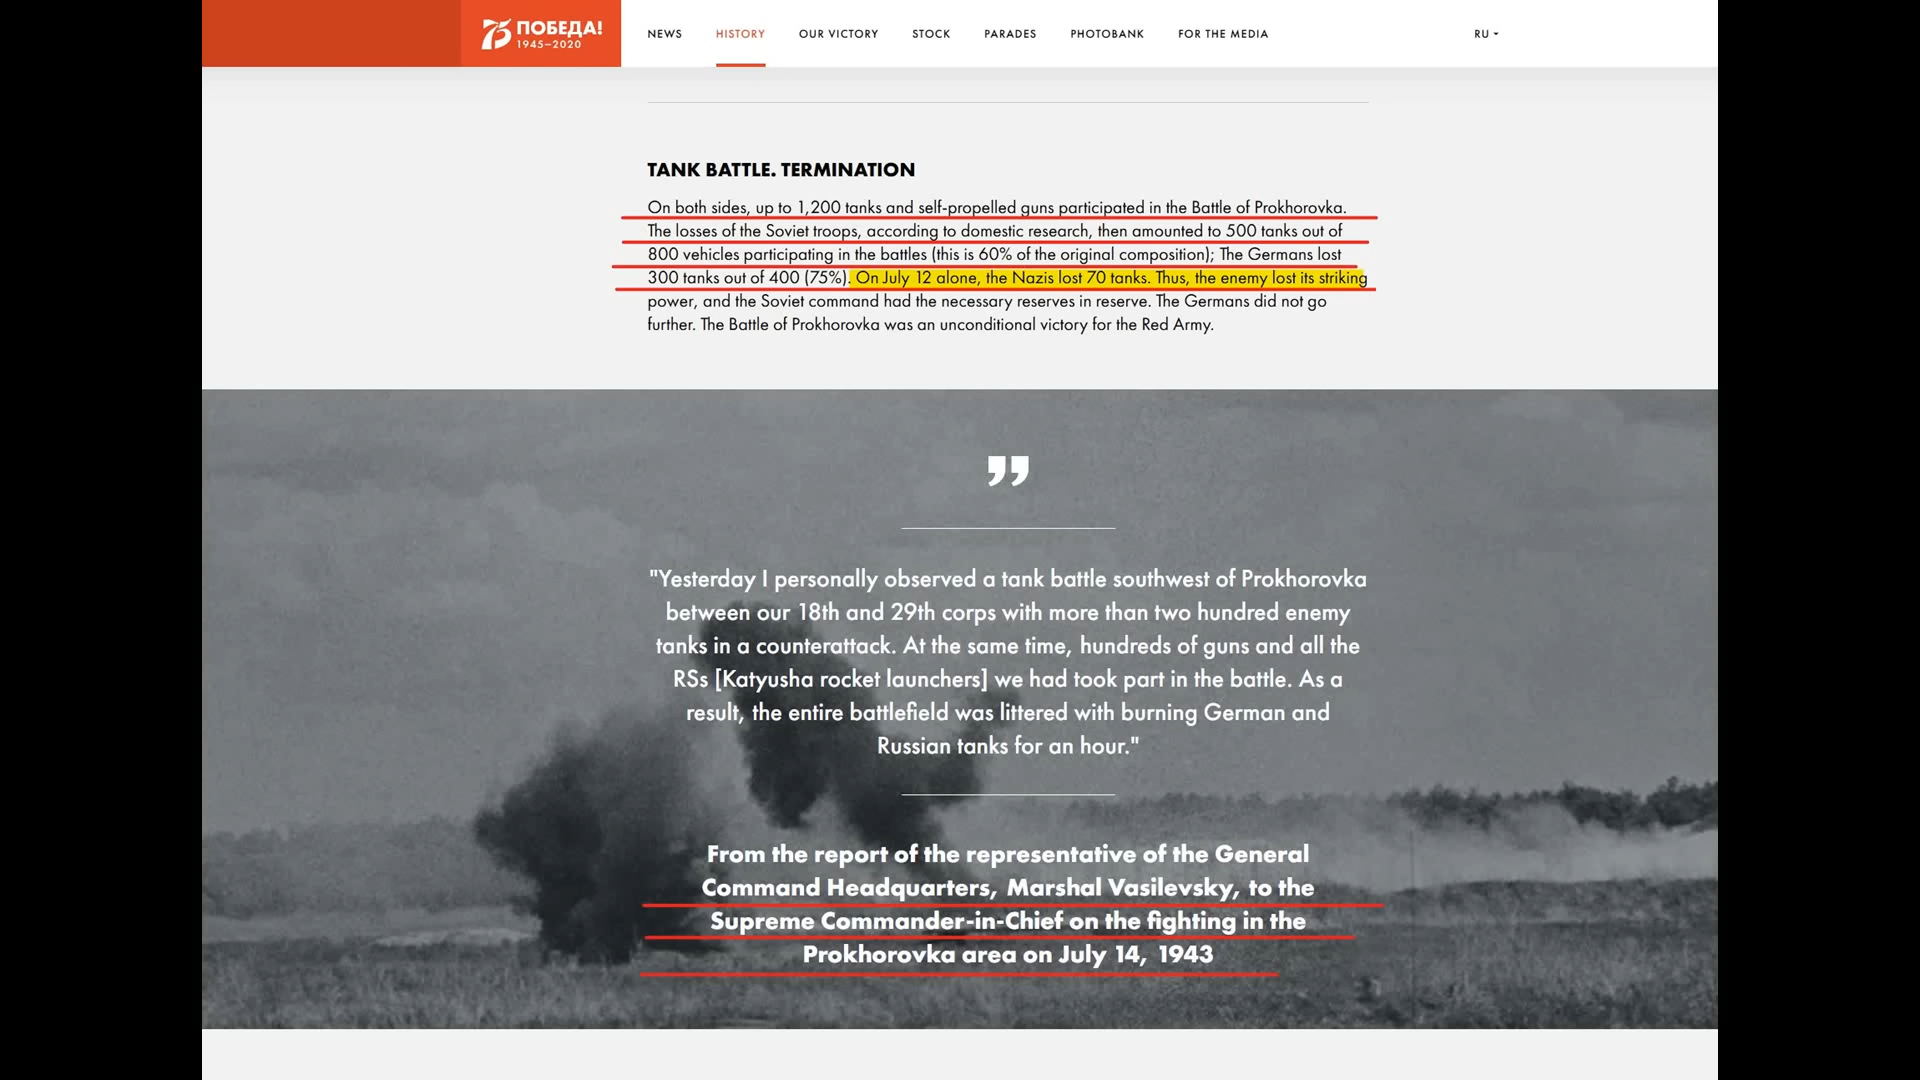 75 ПОБЕДА!
1945–2020
NEWS HISTORY OUR VICTORY STOCK PARADES PHOTOBANK FOR THE MEDIA RU
TANK BATTLE. TERMINATION
On both sides, up to 1,200 tanks and self-propelled guns participated in the Battle of Prokhorovka.
The losses of the Soviet troops, according to domestic research, then amounted to 500 tanks out of
800 vehicles participating in the battles (this is 60% of the original composition); The Germans lost
300 tanks out of 400 (75%). On July 12 alone, the Nazis lost 70 tanks. Thus, the enemy lost its striking
power, and the Soviet command had the necessary reserves in reserve. The Germans did not go
further. The Battle of Prokhorovka was an unconditional victory for the Red Army.
”
"Yesterday I personally observed a tank battle southwest of Prokhorovka
between our 18th and 29th corps with more than two hundred enemy
tanks in a counterattack. At the same time, hundreds of guns and all the
RSs [Katyusha rocket launchers] we had took part in the battle. As a
result, the entire battlefield was littered with burning German and
Russian tanks for an hour."
From the report of the representative of the General
Command Headquarters, Marshal Vasilevsky, to the
Supreme Commander-in-Chief on the fighting in the
Prokhorovka area on July 14, 1943